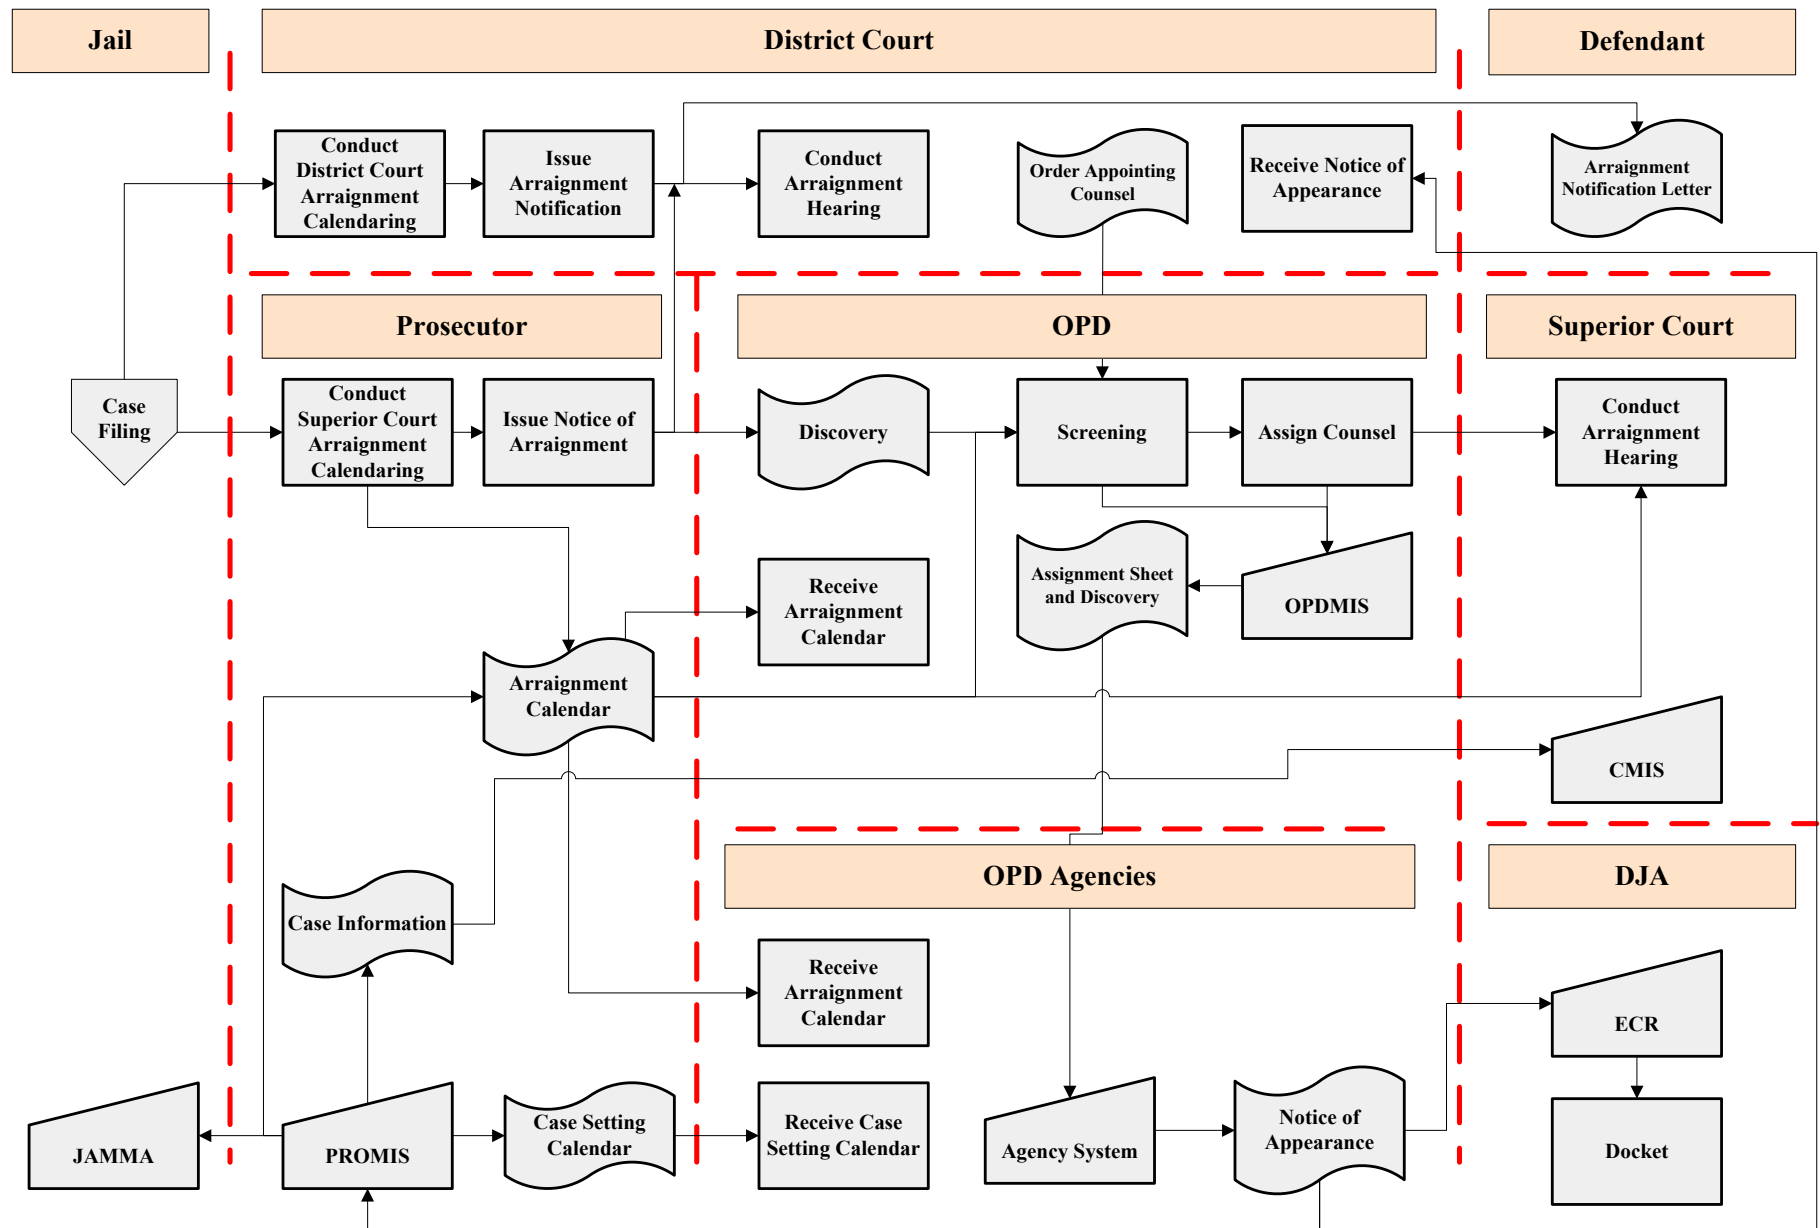 Jail
District Court
Defendant
Conduct
District Court
Arraignment
Calendaring
Issue
Arraignment
Notification
Conduct
Arraignment
Hearing
Order Appointing
Counsel
Receive Notice of
Appearance
Arraignment
Notification Letter
Prosecutor
OPD
Superior Court
Case
Filing
Conduct
Superior Court
Arraignment
Calendaring
Issue Notice of
Arraignment
Discovery
Screening
Assign Counsel
Conduct
Arraignment
Hearing
Receive
Arraignment
Calendar
Assignment Sheet
and Discovery
OPDMIS
Arraignment
Calendar
CMIS
OPD Agencies
DJA
Case Information
Receive
Arraignment
Calendar
ECR
JAMMA
PROMIS
Case Setting
Calendar
Receive Case
Setting Calendar
Agency System
Notice of
Appearance
Docket